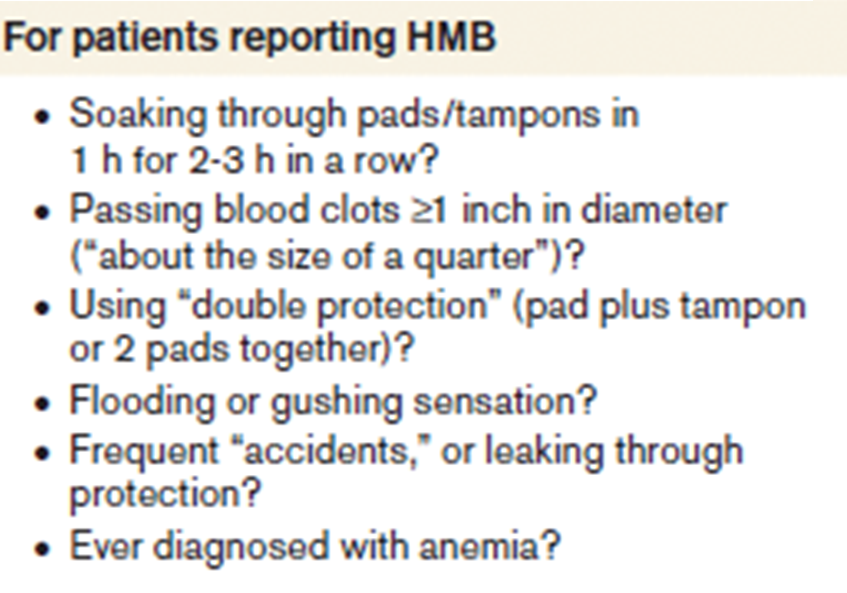 For patients reporting HMB
• Soaking through pads/tampons in
1 h for 2-3 h in a row?
• Passing blood clots ≥1 inch in diameter
(“about the size of a quarter”)?
• Using “double protection” (pad plus tampon
or 2 pads together)?
• Flooding or gushing sensation?
• Frequent “accidents,” or leaking through
protection?
• Ever diagnosed with anemia?